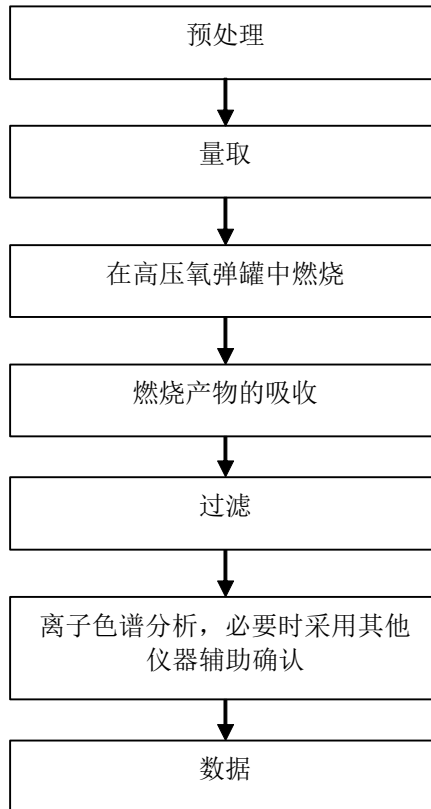 预处理
量取
在高压氧弹罐中燃烧
燃烧产物的吸收
过滤
离子色谱分析，必要时采用其他
仪器辅助确认
数据